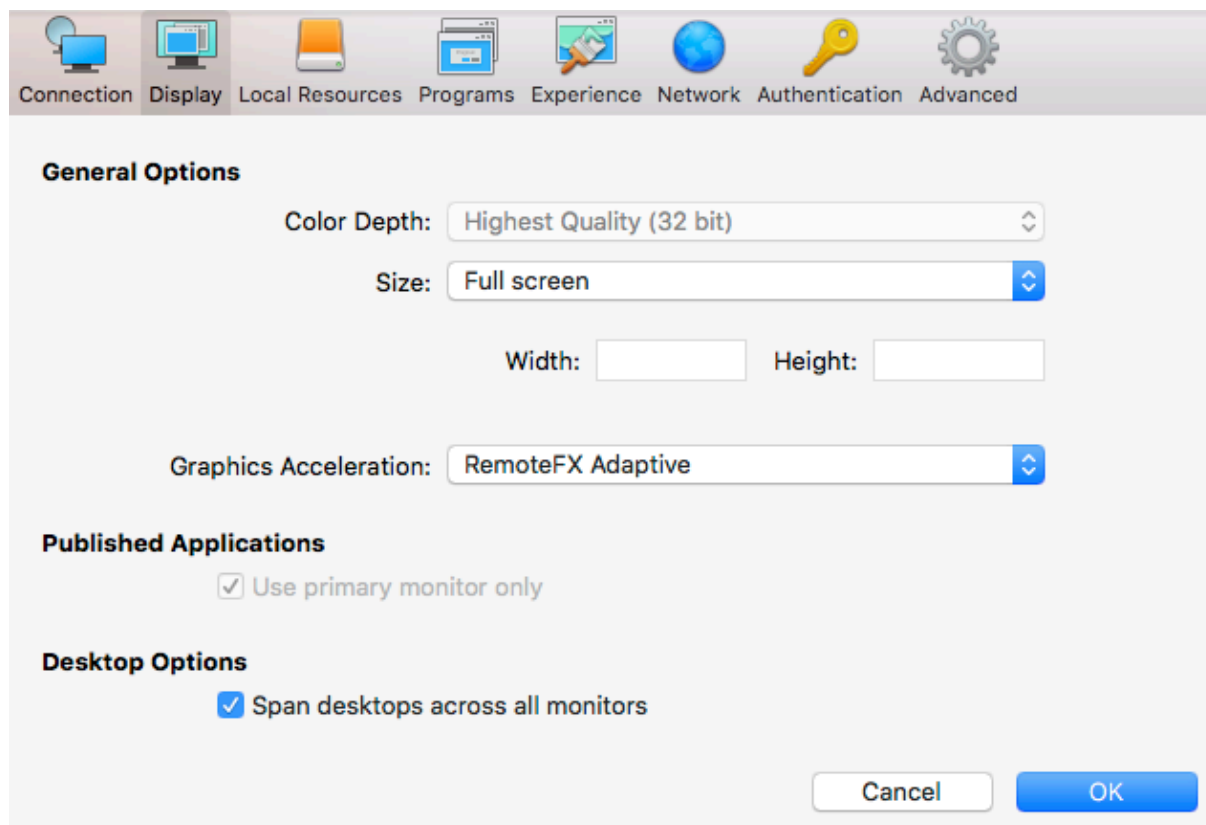 Connection Display Local Resources Programs Experience Network Authentication Advanced
General Options
Color Depth: Highest Quality (32 bit)
Size: Full screen
Width: Height:
Graphics Acceleration: RemoteFX Adaptive
Published Applications
Use primary monitor only
Desktop Options
Span desktops across all monitors
Cancel OK